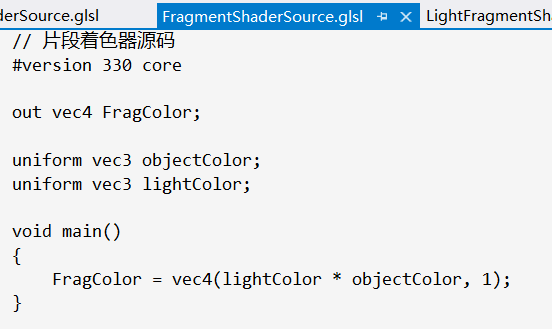 derSource.glsl FragmentShaderSource.glsl LightFragmentSha
// 片段着色器源码
#version 330 core
out vec4 FragColor;
uniform vec3 objectColor;
uniform vec3 lightColor;
void main()
{
FragColor = vec4(lightColor * objectColor, 1);
}